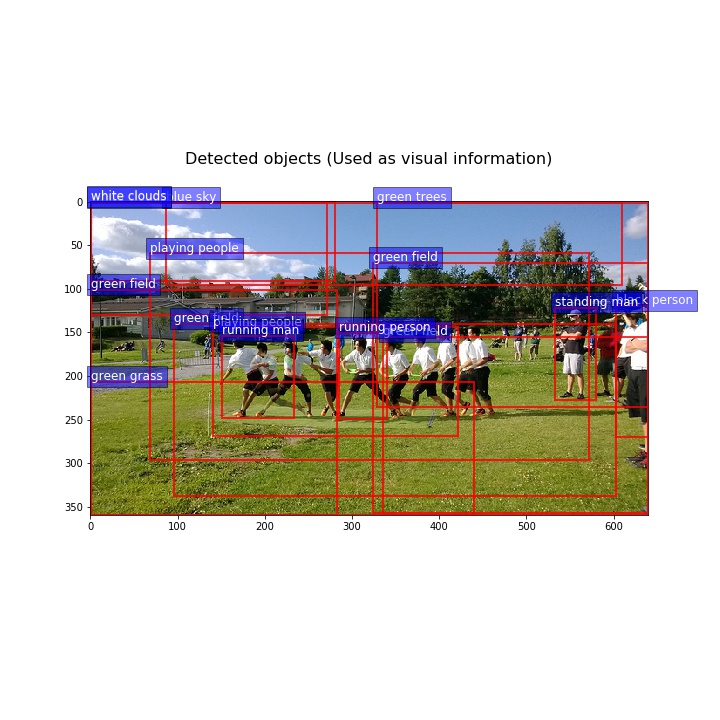 Detected objects (Used as visual information)
white clouds
blue sky
green trees
playing people
green field
green field
green field
playing people
running man
running person
green field
standing man
black person
green grass
0
50
100
150
200
250
300
350
0
100
200
300
400
500
600